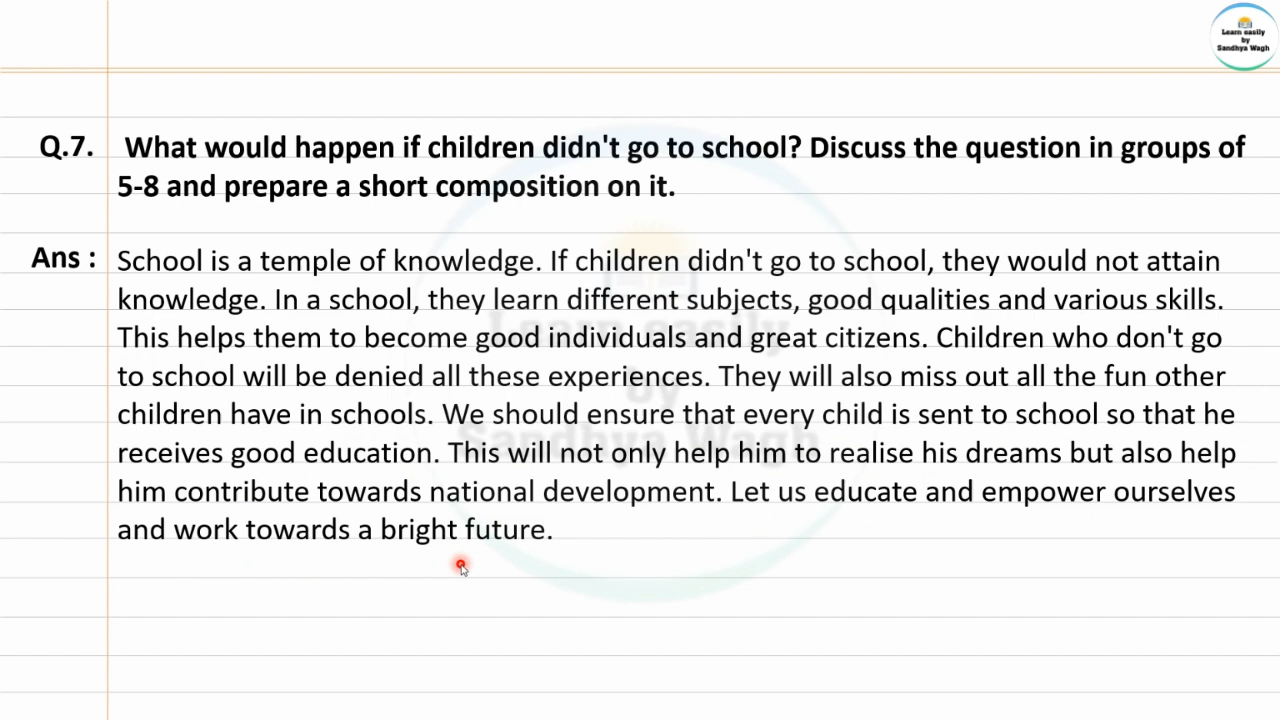 Learn easily
by
Sandhya Wagh
Q.7. What would happen if children didn't go to school? Discuss the question in groups of
5-8 and prepare a short composition on it.
Ans : School is a temple of knowledge. If children didn't go to school, they would not attain
knowledge. In a school, they learn different subjects, good qualities and various skills.
This helps them to become good individuals and great citizens. Children who don't go
to school will be denied all these experiences. They will also miss out all the fun other
children have in schools. We should ensure that every child is sent to school so that he
receives good education. This will not only help him to realise his dreams but also help
him contribute towards national development. Let us educate and empower ourselves
and work towards a bright future.
Learn easily
by
Sandhya Wagh